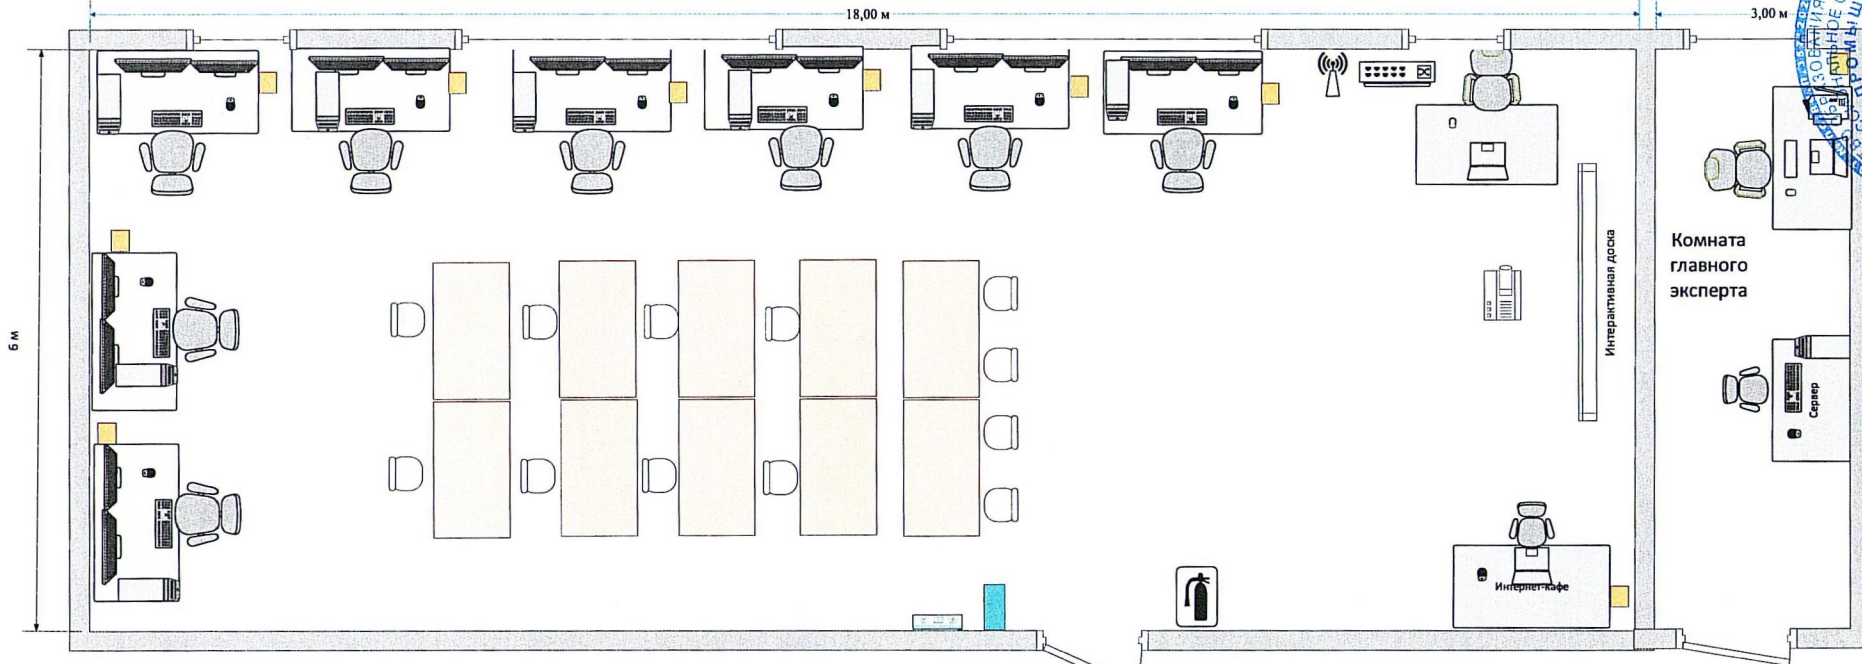 18,00 м
3,00 м
6 м
Интерактивная доска
Комната
главного
эксперта
Сервер
Интернет-кафе